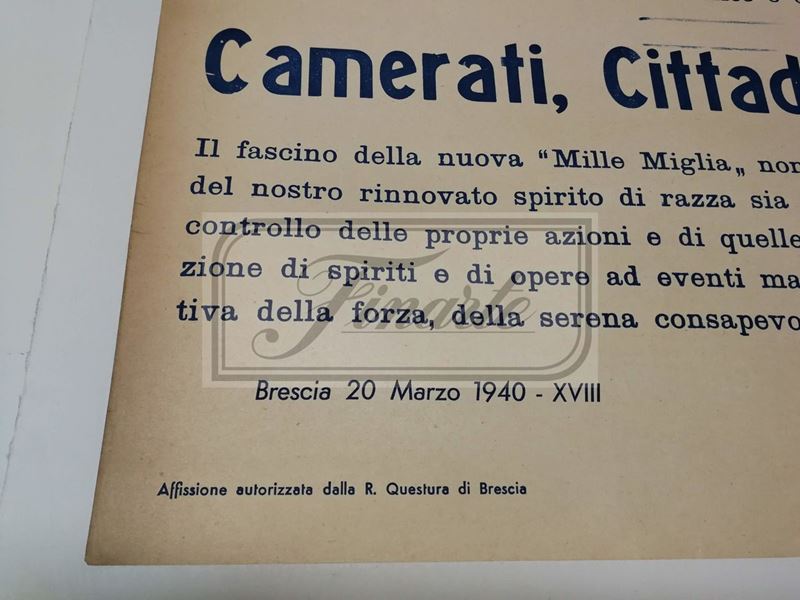 Camerati, Cittad
Il fascino della nuova “Mille Miglia„ non
del nostro rinnovato spirito di razza sia
controllo delle proprie azioni e di quelle
zione di spiriti e di opere ad eventi ma
tiva della forza, della serena consapevo
Finarte
Brescia 20 Marzo 1940 - XVIII
Affissione autorizzata dalla R. Questura di Brescia